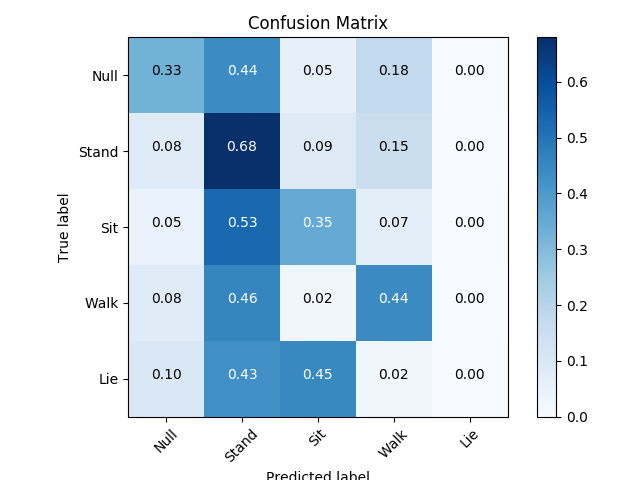 Confusion Matrix
Null 0.33 0.44 0.05 0.18 0.00
Stand 0.08 0.68 0.09 0.15 0.00
Sit 0.05 0.53 0.35 0.07 0.00
Walk 0.08 0.46 0.02 0.44 0.00
Lie 0.10 0.43 0.45 0.02 0.00
True label
Null Stand Sit Walk Lie
Predicted label
0.6
0.5
0.4
0.3
0.2
0.1
0.0